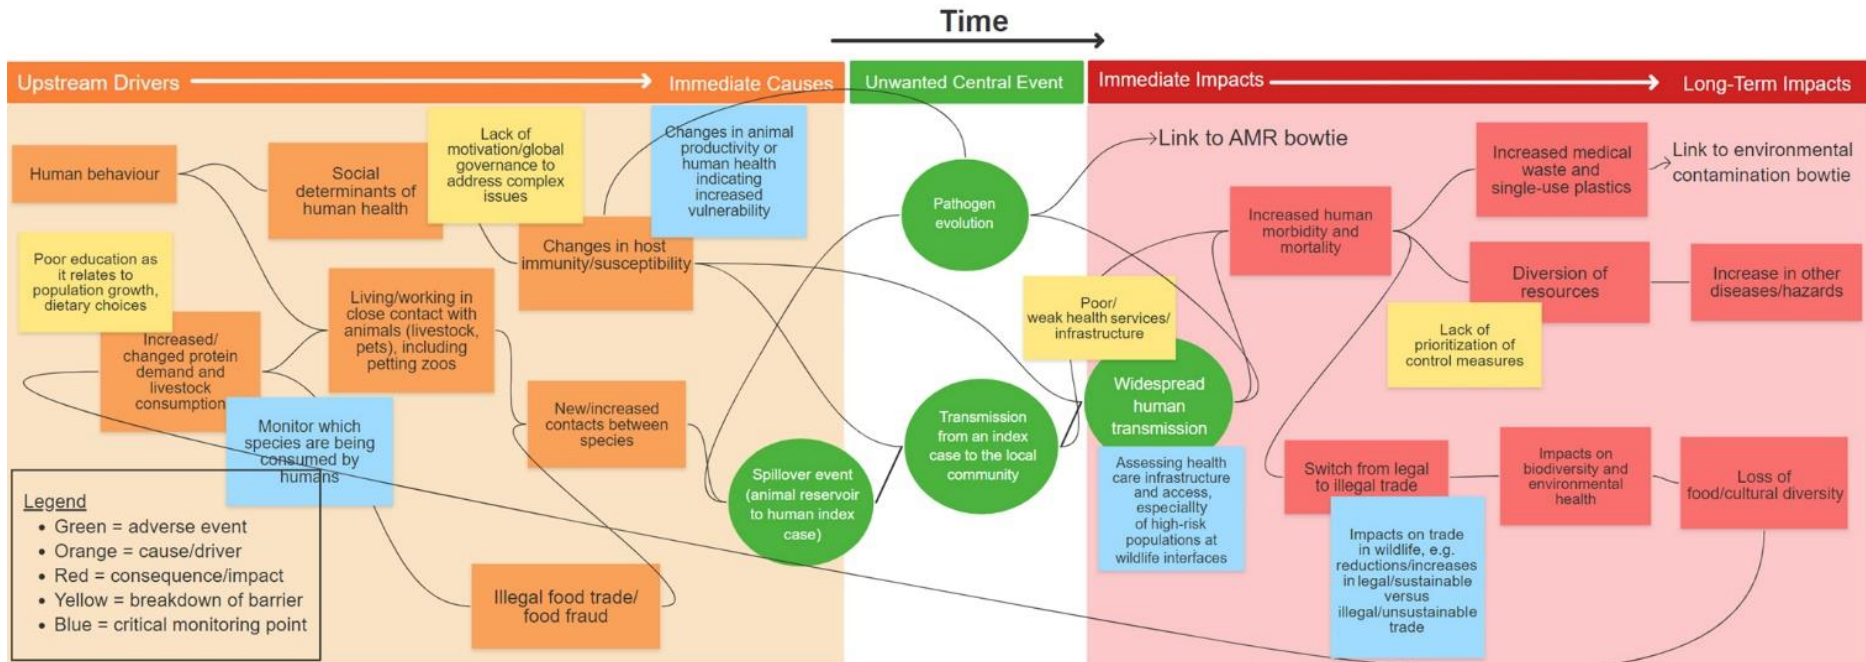 Time
Upstream Drivers
Immediate Causes
Unwanted Central Event
Immediate Impacts
Long-Term Impacts
Human behaviour
Social
determinants of
human health
Lack of
motivation/global
governance to
address complex
issues
Changes in animal
productivity or
human health
indicating
increased
vulnerability
Changes in host
immunity/susceptibility
Poor education as
it relates to
population growth,
dietary choices
Increased/
changed protein
demand and
livestock
consumption
Living/working in
close contact with
animals (livestock,
pets), including
petting zoos
Monitor which
species are being
consumed by
humans
New/increased
contacts between
species
Illegal food trade/
food fraud
Legend
• Green = adverse event
• Orange = cause/driver
• Red = consequence/impact
• Yellow = breakdown of barrier
• Blue = critical monitoring point
Pathogen
evolution
Spillover event
(animal reservoir
to human index
case)
Transmission
from an index
case to the local
community
Poor/
weak health services/
infrastructure
Widespread
human
transmission
Assessing health
care infrastructure
and access,
especiallty
of high-risk
populations at
wildlife interfaces
Link to AMR bowtie
Increased human
morbidity and
mortality
Increased medical
waste and
single-use plastics
Link to environmental
contamination bowtie
Diversion of
resources
Increase in other
diseases/hazards
Lack of
prioritization of
control measures
Switch from legal
to illegal trade
Impacts on
biodiversity and
environmental
health
Loss of
food/cultural diversity
Impacts on trade
in wildlife, e.g.
reductions/increases
in legal/sustainable
versus
illegal/unsustainable
trade